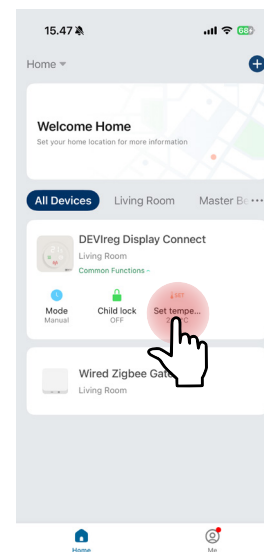 15.47
68
Home
Welcome Home
Set your home location for more information
All Devices Living Room Master Be
DEVIreg Display Connect
Living Room
Common Functions
SET
Mode Child lock Set tempe...
Manual OFF
Wired Zigbee
Living Room
Home Me